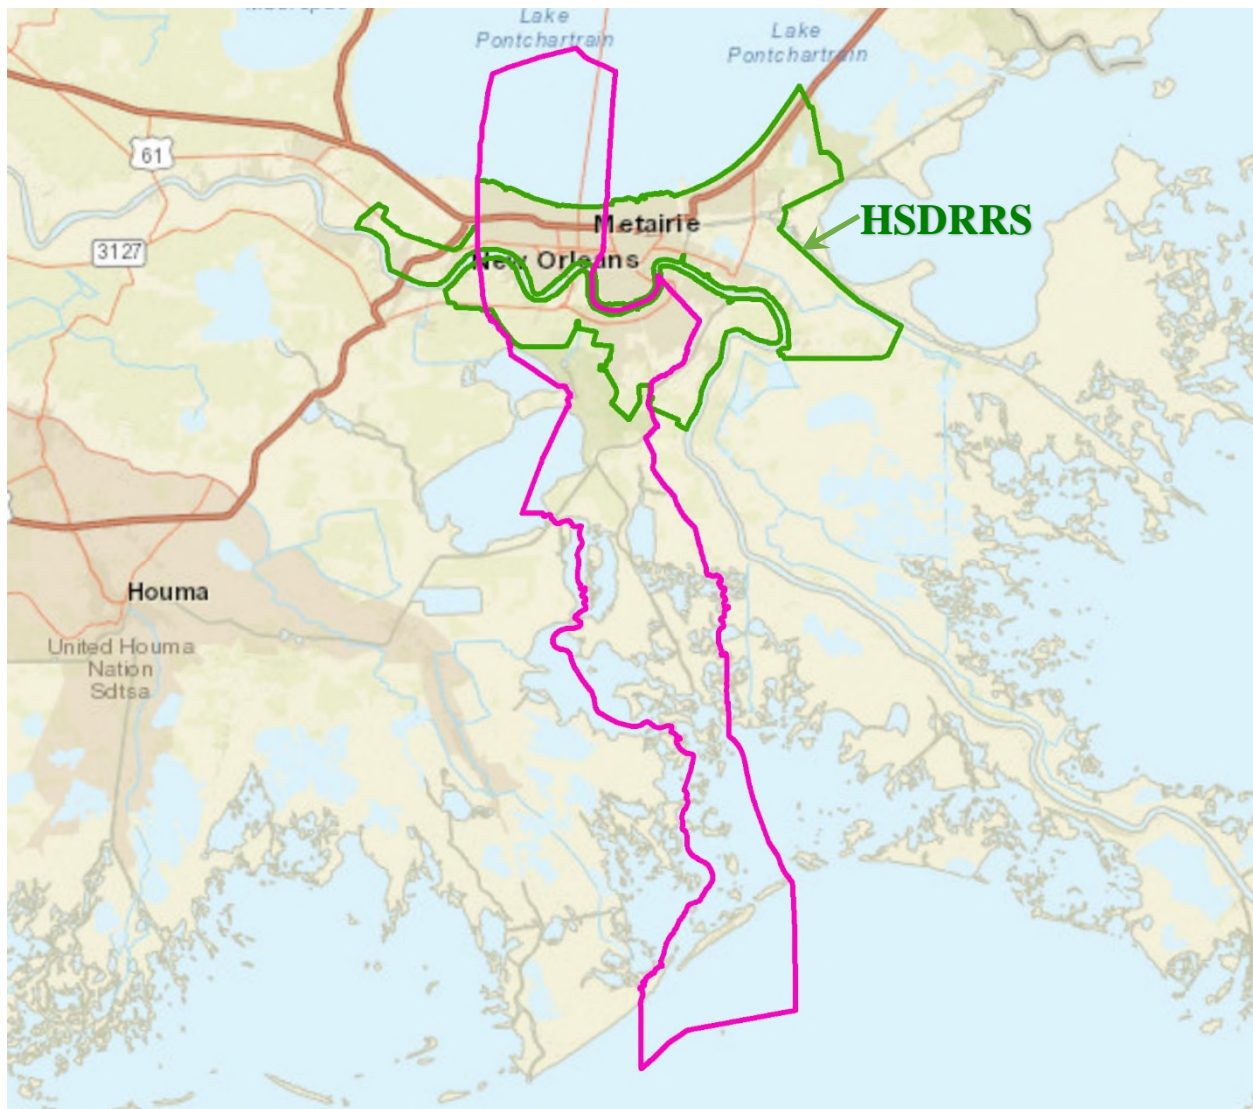 Lake
Pontchartrain
Lake
Pontchartrain
61
Metairie
HSDRRS
3127
New Orleans
Houma
United Houma
Nation
Sdtsa